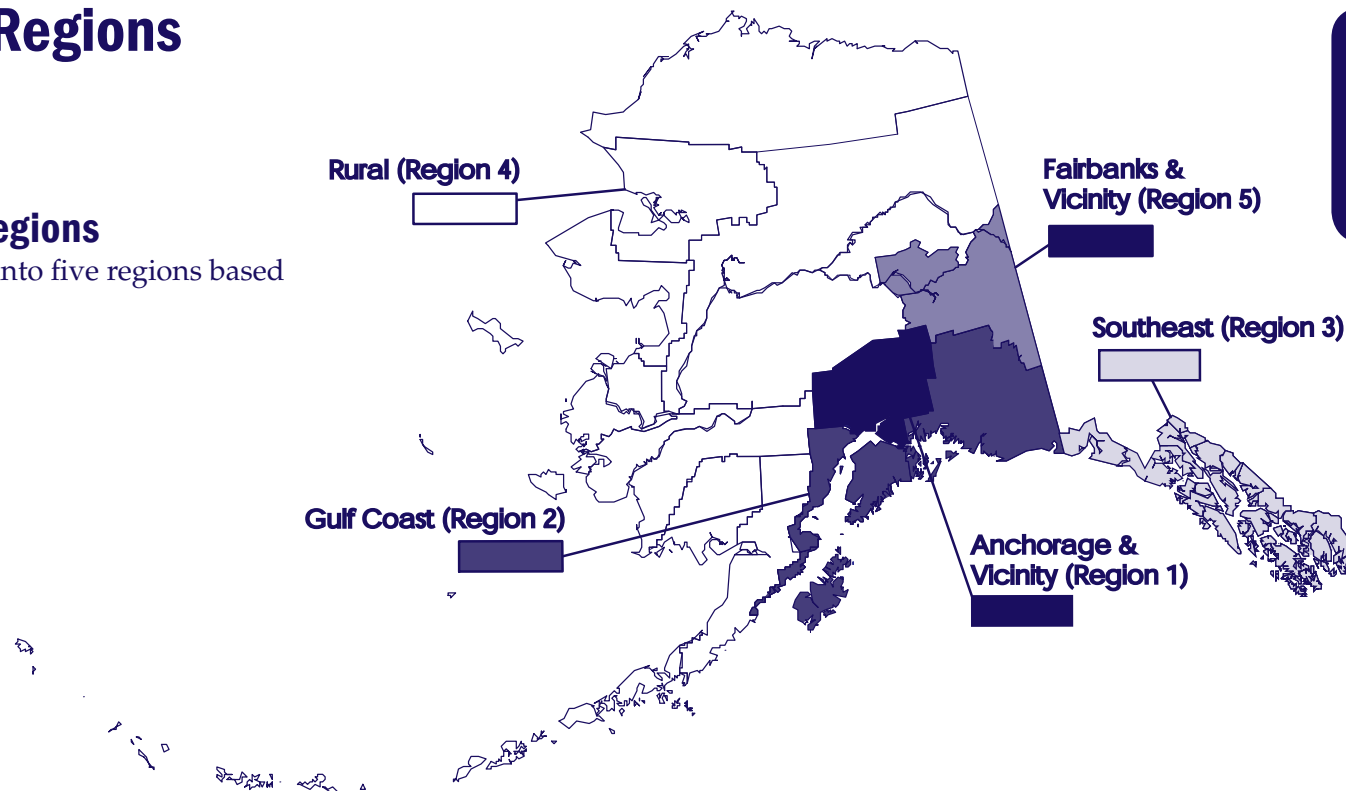 Regions
Rural (Region 4)
Fairbanks &
Vicinity (Region 5)
egions
nto five regions based
Southeast (Region 3)
Gulf Coast (Region 2)
Anchorage &
Vicinity (Region 1)